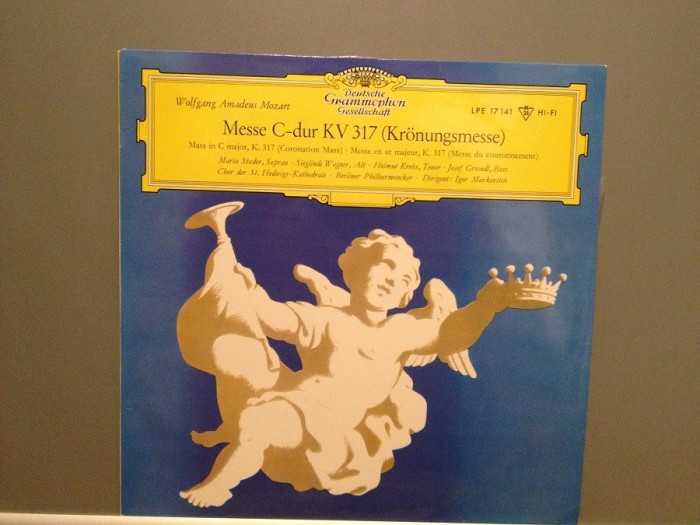 Deutsche
Grammophon
Gesellschaft
Wolfgang Amadeus Mozart
LPE 17 141 33 HI-FI
Messe C-dur KV 317 (Krönungsmesse)
Mass in C major, K. 317 (Coronation Mass) · Messe en ut majeur, K. 317 (Messe du couronnement)
Maria Stader, Sopran · Sieglinde Wagner, Alt · Helmut Krebs, Tenor · Josef Greindl, Bass
Chor der St. Hedwigs-Kathedrale · Berliner Philharmoniker · Dirigent: Igor Markevitch